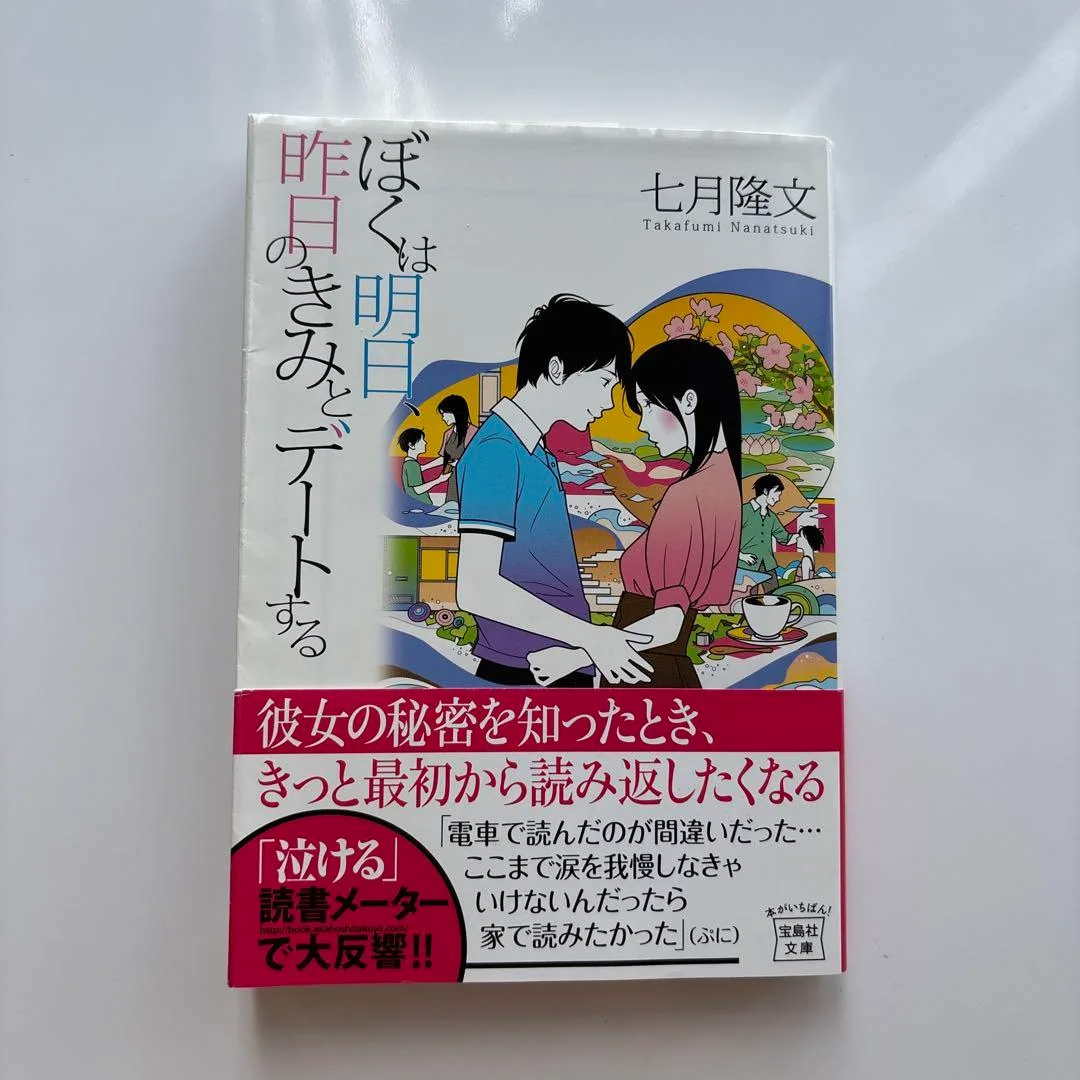 ぼくは明日、
昨日のきみとデートする
七月隆文
Takafumi Nanatsuki
彼女の秘密を知ったとき、
きっと最初から読み返したくなる
「泣ける」
読書メーター
http://book.akahoshitakuya.com/
で大反響!!
「電車で読んだのが間違いだった…
ここまで涙を我慢しなきゃ
いけないんだったら
家で読みたかった」(ぷに)
本がいちばん!
宝島社
文庫